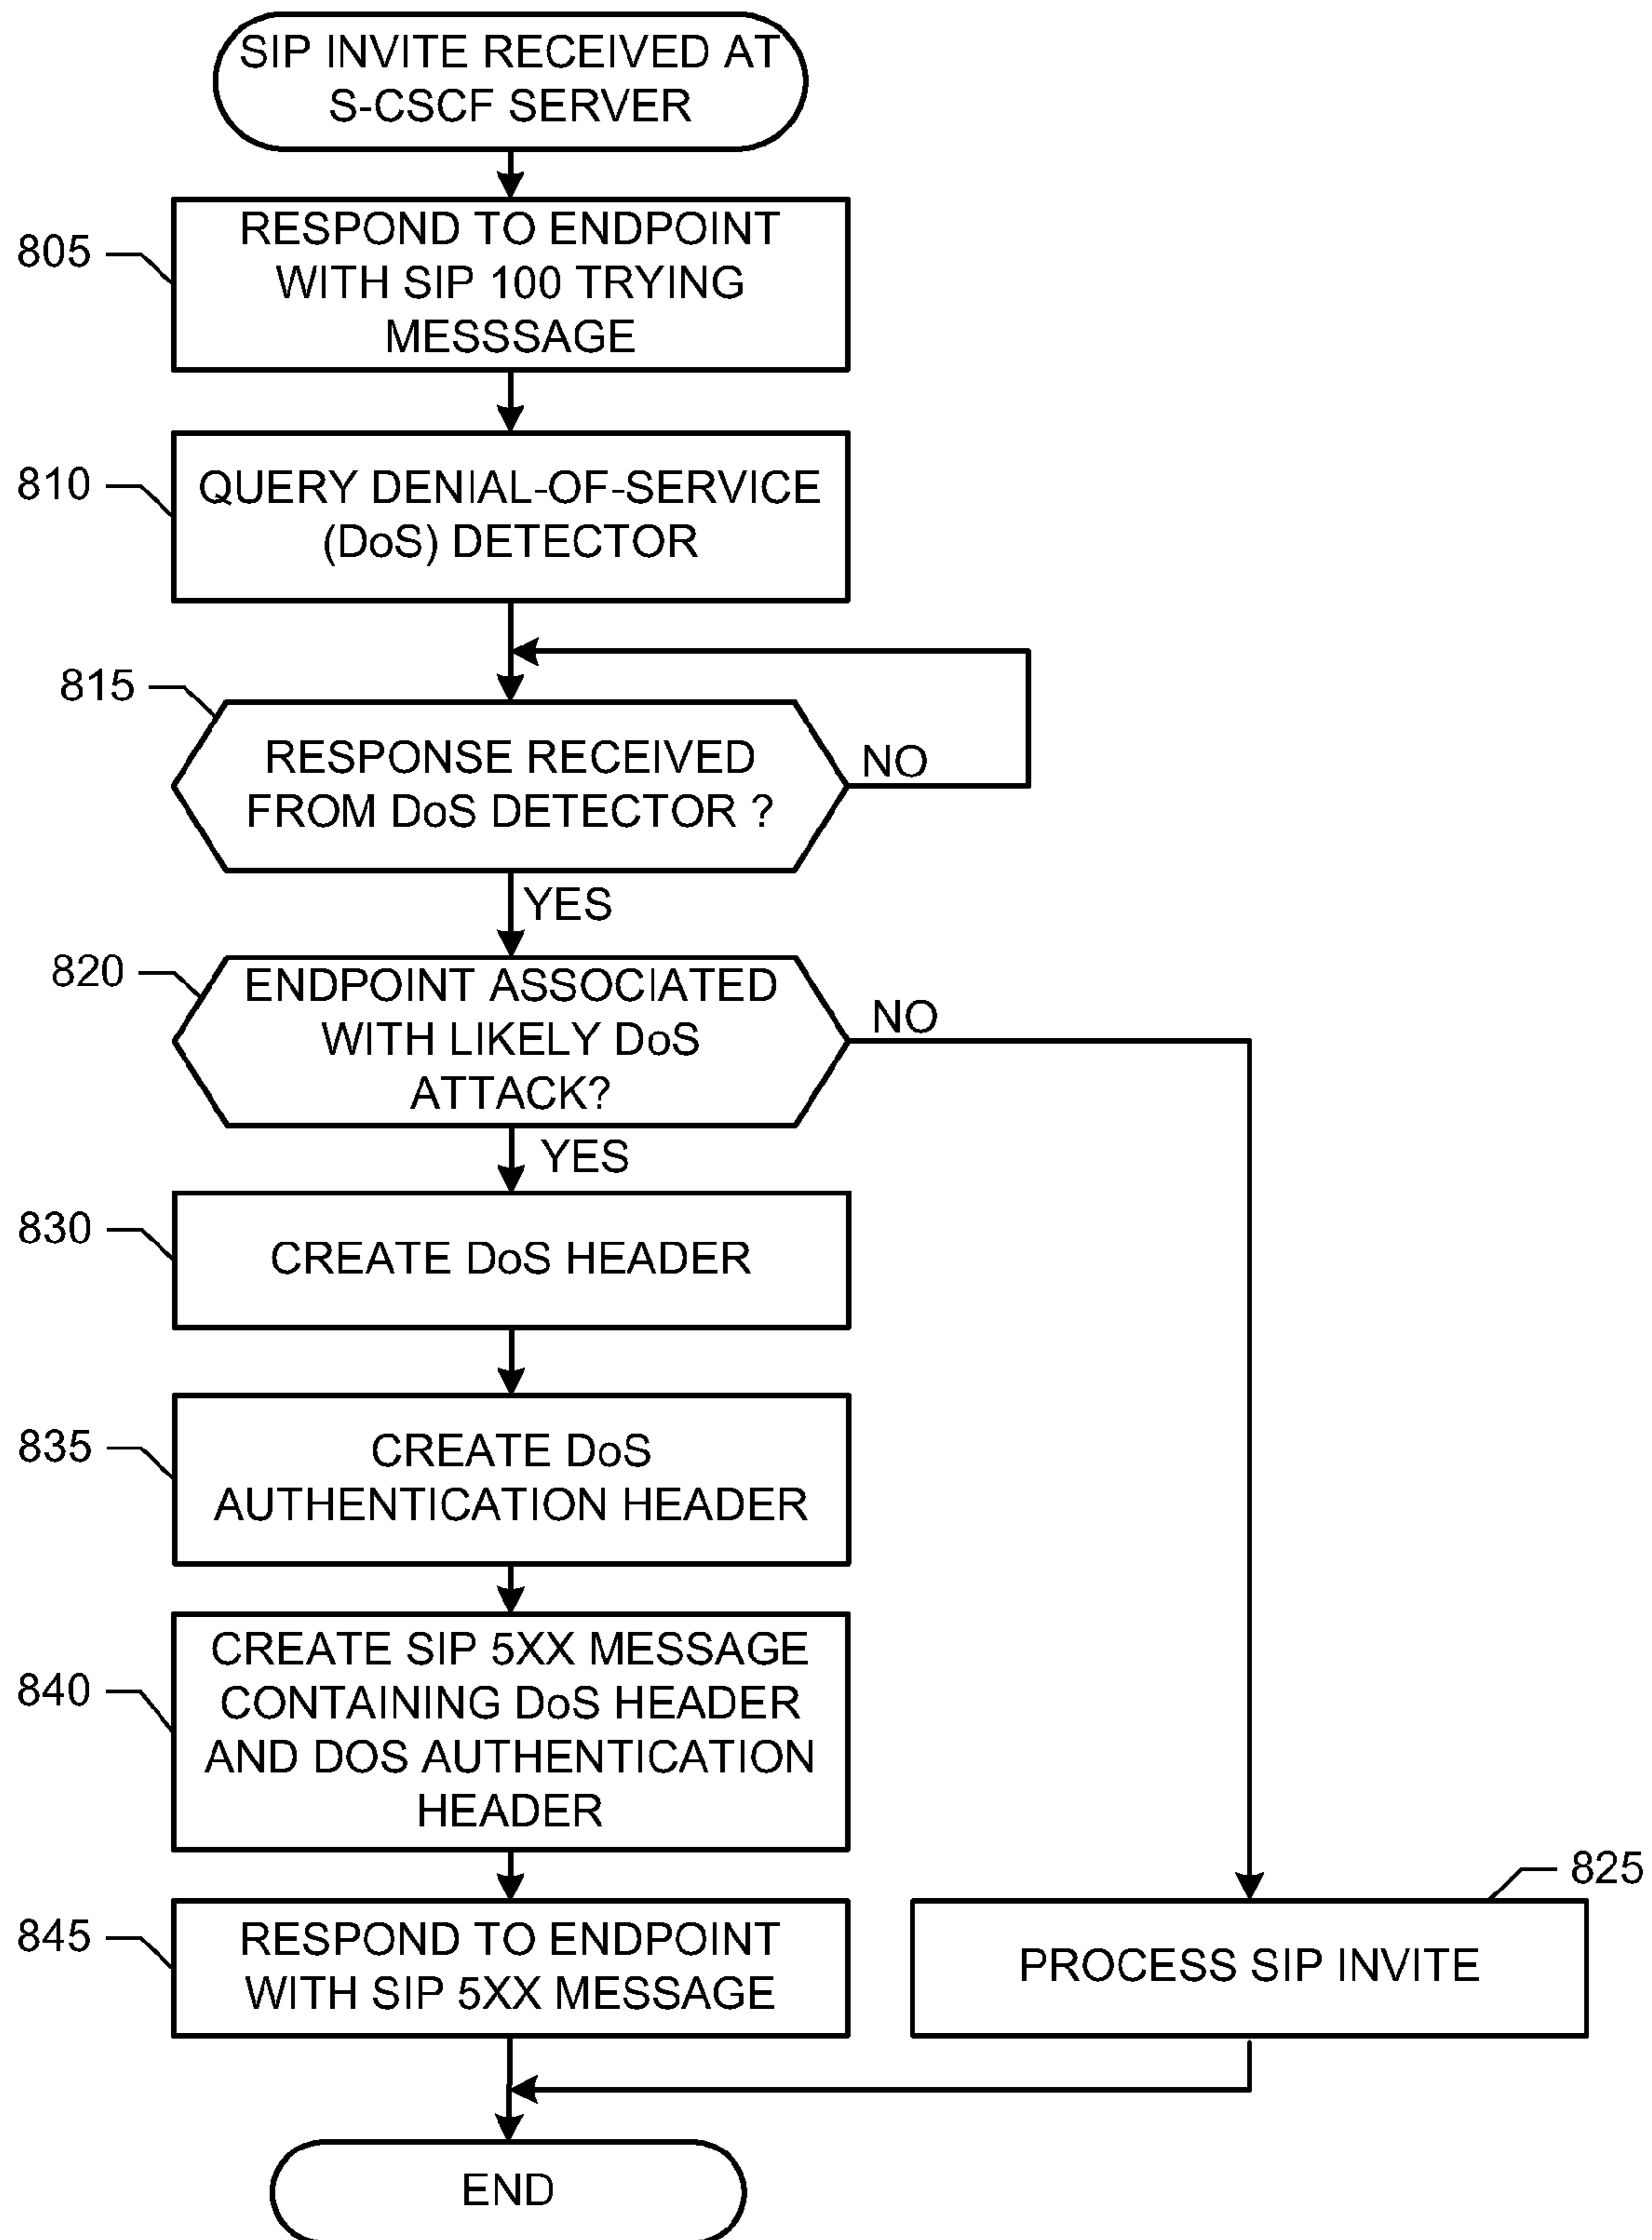 SIP INVITE RECEIVED AT
S-CSCF SERVER
805
RESPOND TO ENDPOINT
WITH SIP 100 TRYING
MESSSAGE
810
QUERY DENIAL-OF-SERVICE
(DoS) DETECTOR
815
RESPONSE RECEIVED
FROM DoS DETECTOR ?
NO
YES
820
ENDPOINT ASSOCIATED
WITH LIKELY DoS
ATTACK?
NO
YES
830
CREATE DoS HEADER
835
CREATE DoS
AUTHENTICATION HEADER
840
CREATE SIP 5XX MESSAGE
CONTAINING DoS HEADER
AND DOS AUTHENTICATION
HEADER
825
PROCESS SIP INVITE
845
RESPOND TO ENDPOINT
WITH SIP 5XX MESSAGE
END